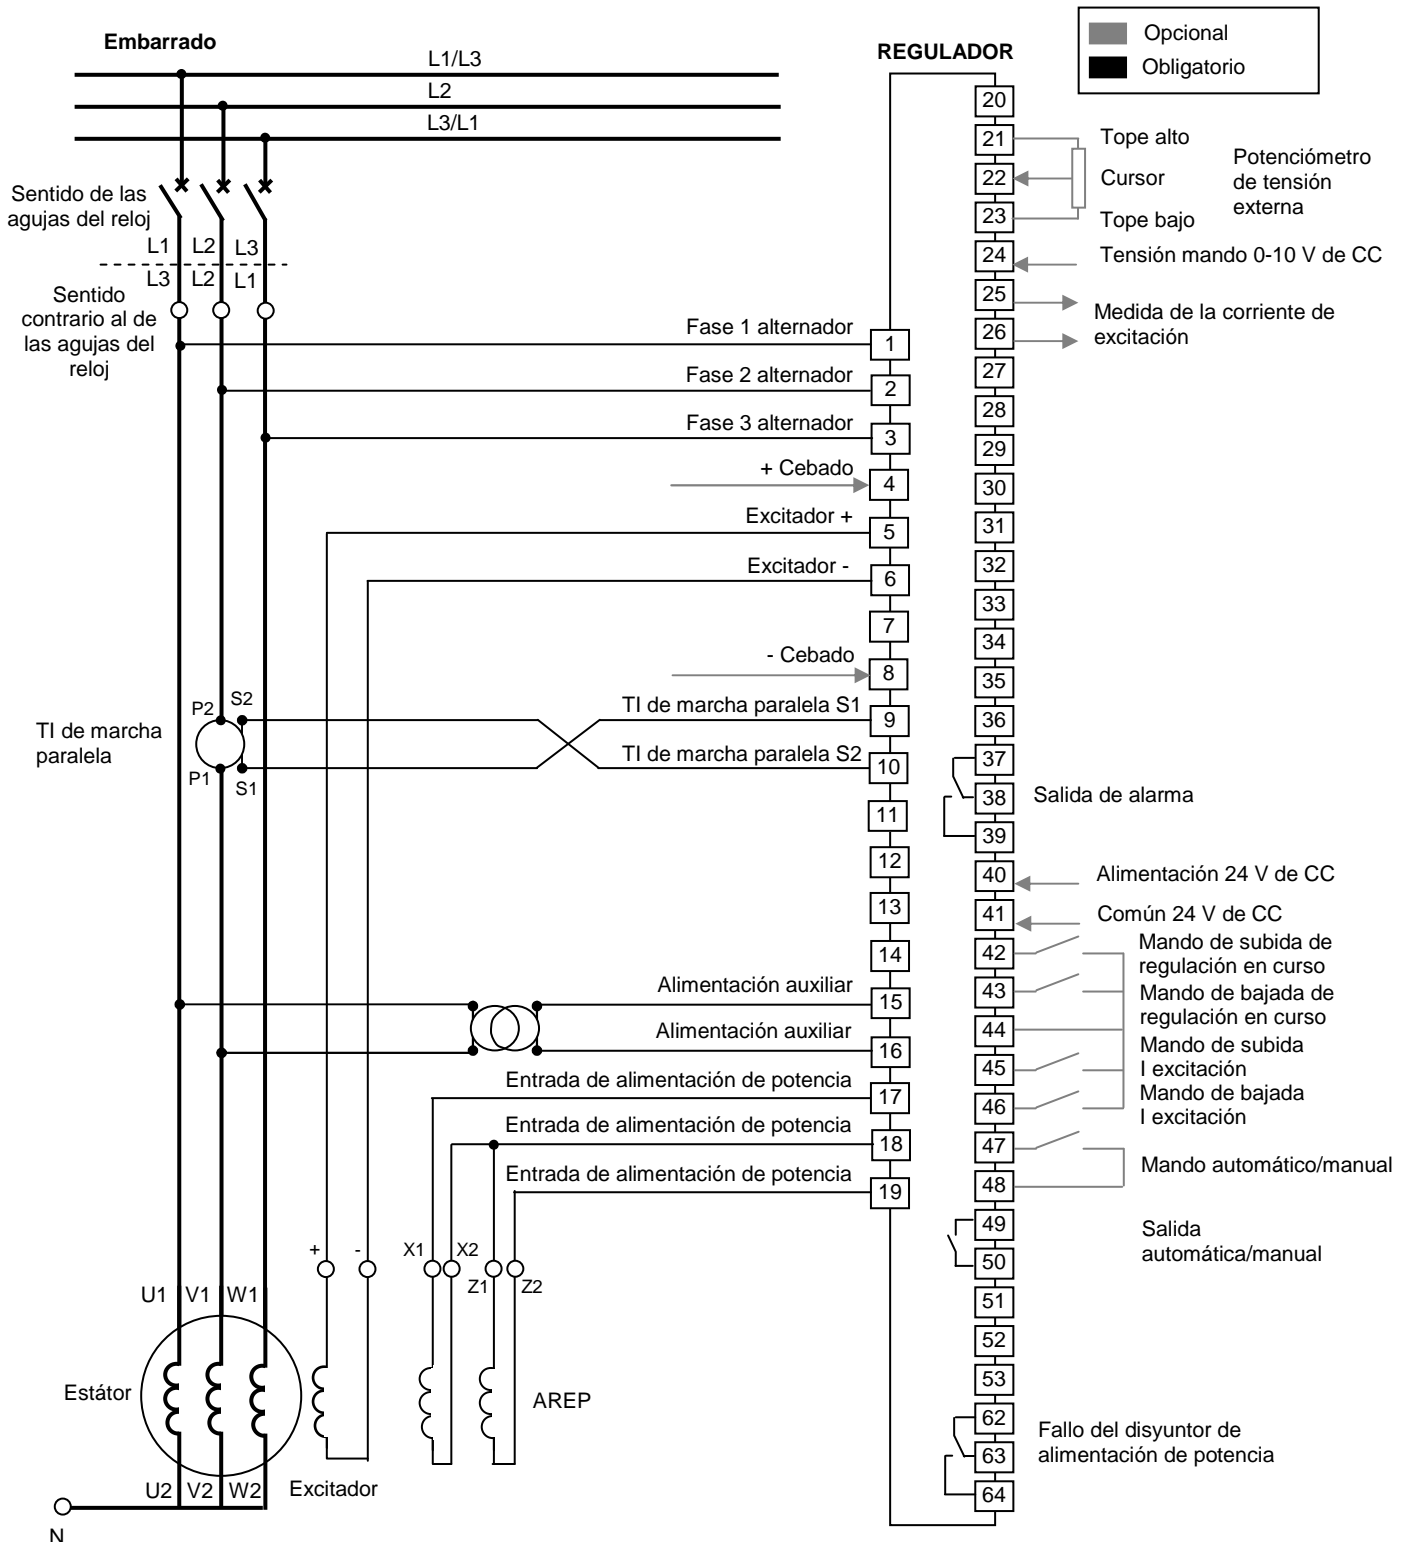 Embarrado
L1/L3
L2
L3/L1
Sentido de las
agujas del reloj
L1 L2 L3
L3 L2 L1
Sentido
contrario al de
las agujas del
reloj
Fase 1 alternador
Fase 2 alternador
Fase 3 alternador
+ Cebado
Excitador +
Excitador -
- Cebado
TI de marcha
paralela
P2 S2
P1 S1
TI de marcha paralela S1
TI de marcha paralela S2
Alimentación auxiliar
Alimentación auxiliar
Entrada de alimentación de potencia
Entrada de alimentación de potencia
Entrada de alimentación de potencia
+ -
X1 X2
Z1 Z2
U1 V1 W1
Estátor
AREP
U2 V2 W2
Excitador
N
REGULADOR
1
2
3
4
5
6
7
8
9
10
11
12
13
14
15
16
17
18
19
20
21
22
23
24
25
26
27
28
29
30
31
32
33
34
35
36
37
38
39
40
41
42
43
44
45
46
47
48
49
50
51
52
53
62
63
64
Opcional
Obligatorio
Tope alto
Cursor
Tope bajo
Potenciómetro
de tensión
externa
Tensión mando 0-10 V de CC
Medida de la corriente de
excitación
Salida de alarma
Alimentación 24 V de CC
Común 24 V de CC
Mando de subida de
regulación en curso
Mando de bajada de
regulación en curso
Mando de subida
I excitación
Mando de bajada
I excitación
Mando automático/manual
Salida
automática/manual
Fallo del disyuntor de
alimentación de potencia